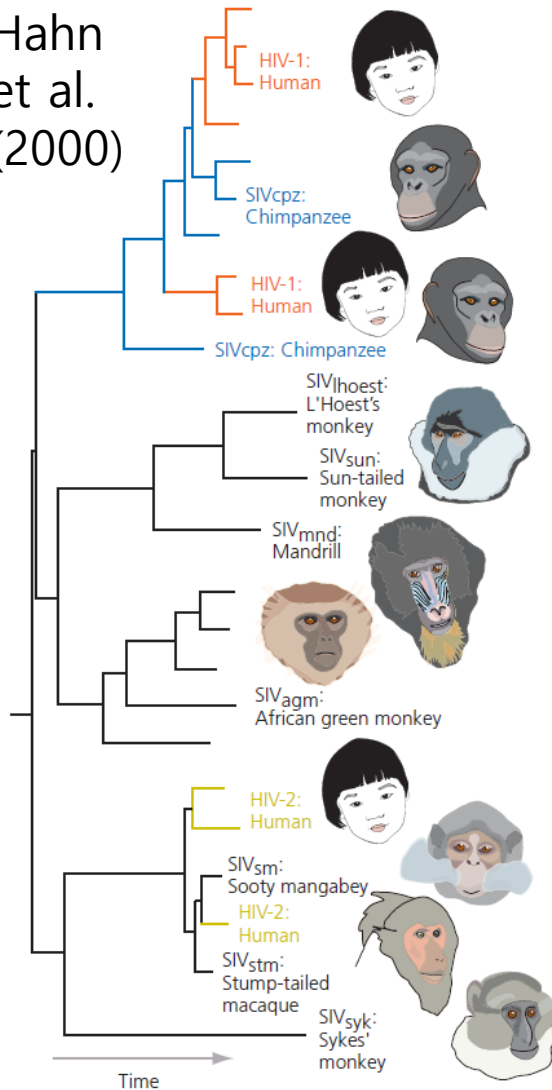 Hahn
et al.
(2000)
HIV-1:
Human
SIVcpz:
Chimpanzee
HIV-1:
Human
SIVcpz: Chimpanzee
SIVlhoest:
L'Hoest's
monkey
SIVsun:
Sun-tailed
monkey
SIVmnd:
Mandrill
SIVagm:
African green monkey
HIV-2:
Human
SIVsm:
Sooty mangabey
HIV-2:
Human
SIVstm:
Stump-tailed
macaque
SIVsyk:
Sykes'
monkey
Time